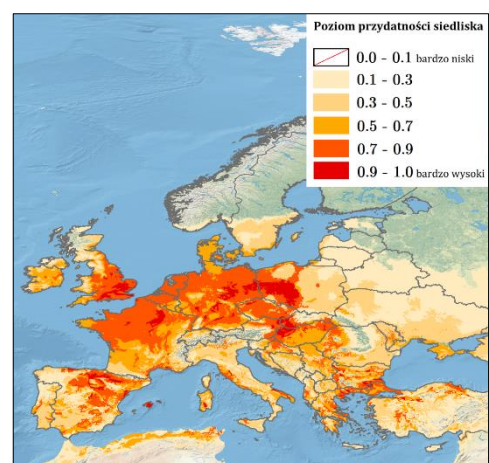 Poziom przydatności siedliska
0.0 - 0.1 bardzo niski
0.1 - 0.3
0.3 - 0.5
0.5 - 0.7
0.7 - 0.9
0.9 - 1.0 bardzo wysoki